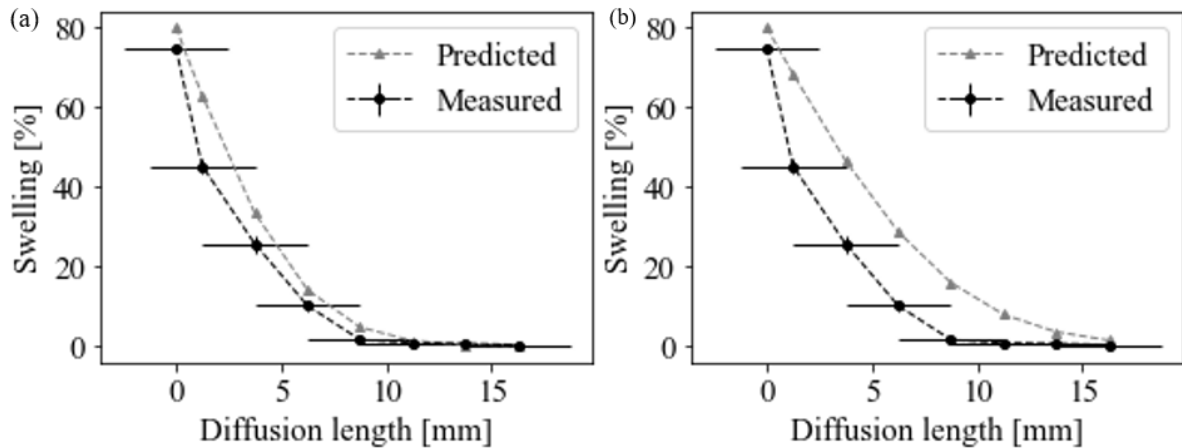 (a)
80
60
40
20
0
Swelling [%]
Predicted
Measured
0 5 10 15
Diffusion length [mm]
(b)
80
60
40
20
0
Swelling [%]
Predicted
Measured
0 5 10 15
Diffusion length [mm]